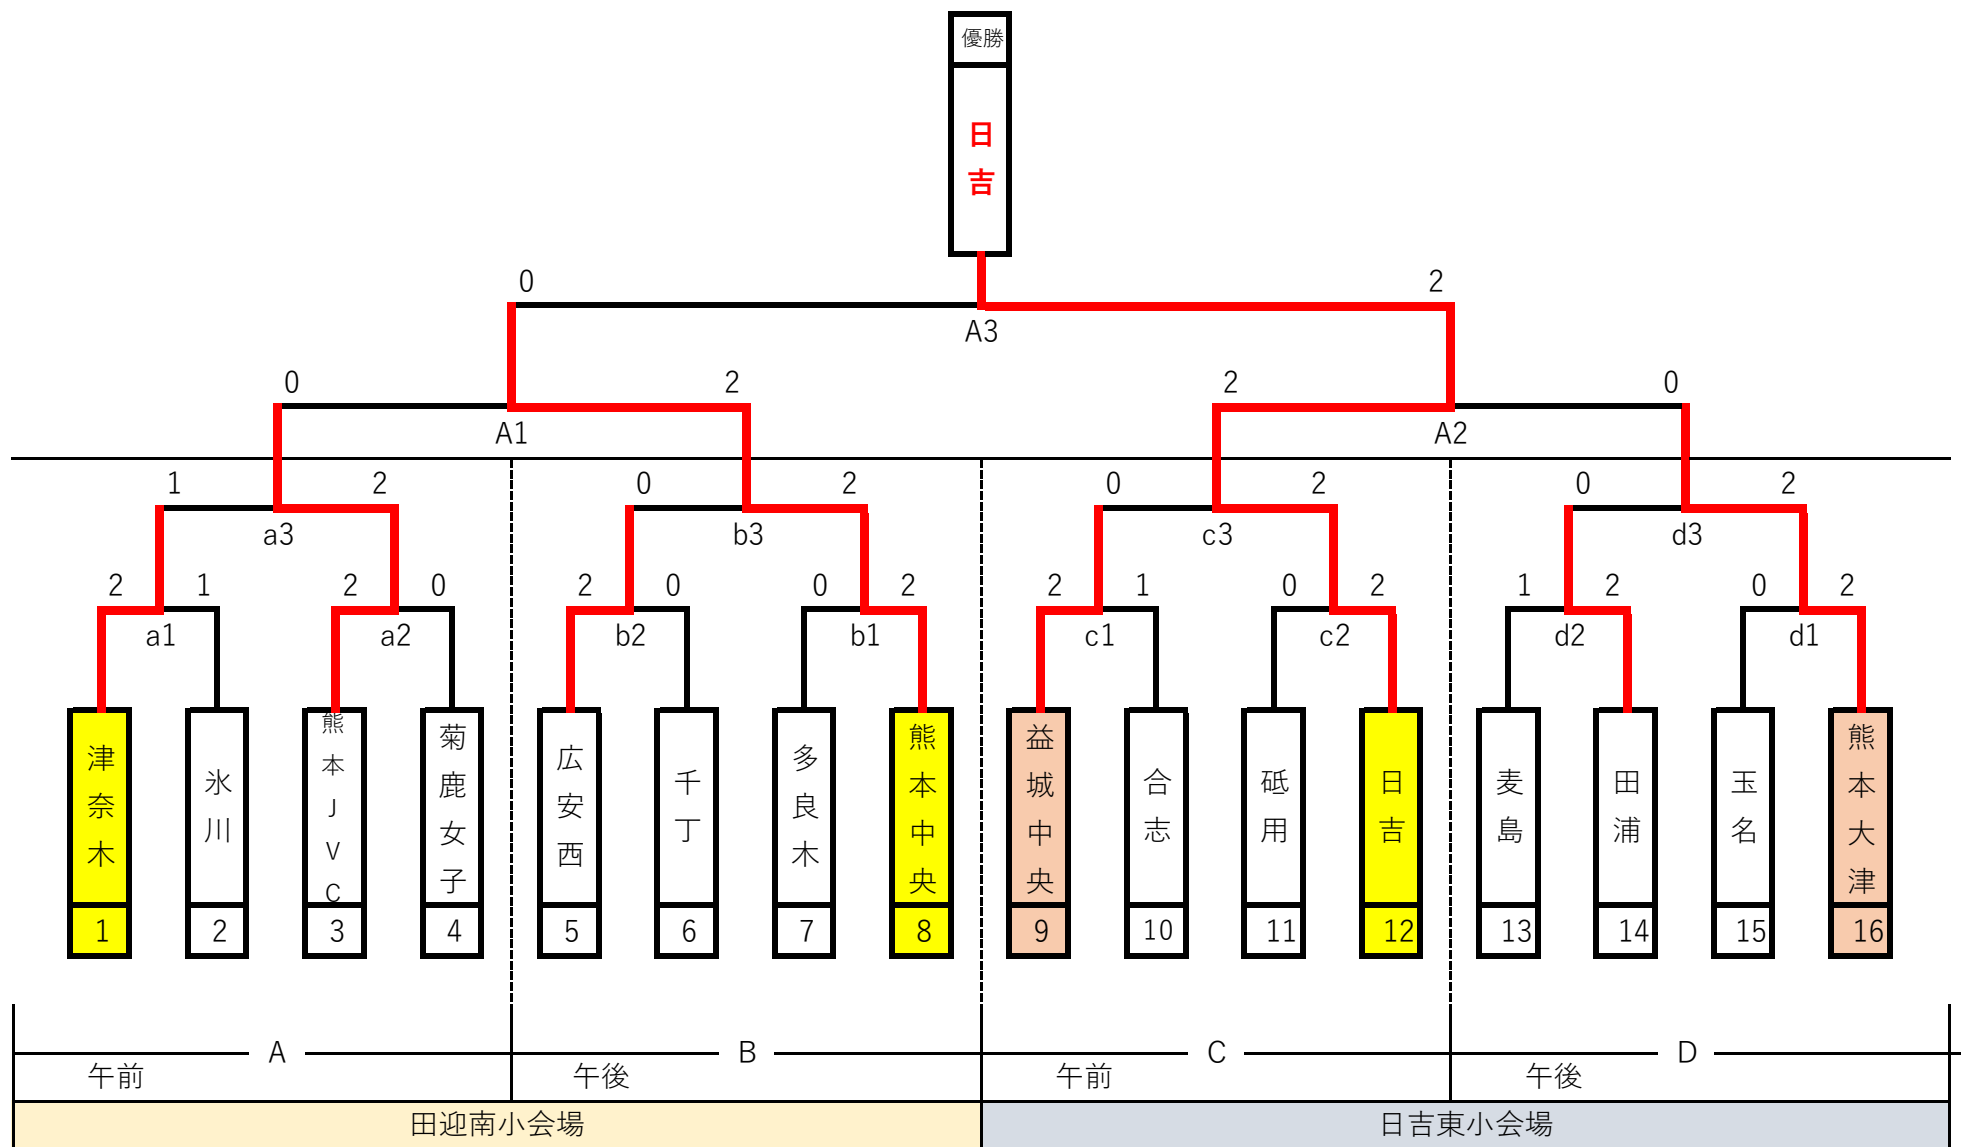 優勝
日吉
0 2
A3
0 2 2 0
A1 A2
1 2 0 2 0 2 0 2
a3 b3 c3 d3
2 1 2 0 2 0 0 2 2 1 0 2 1 2 0 2
a1 a2 b2 b1 c1 c2 d2 d1
津奈木
氷川
熊本JVC
菊鹿女子
広安西
千丁
多良木
熊本中央
益城中央
合志
砥用
日吉
麦島
田浦
玉名
熊本大津
1 2 3 4 5 6 7 8 9 10 11 12 13 14 15 16
A B C D
午前 午後 午前 午後
田迎南小会場 日吉東小会場